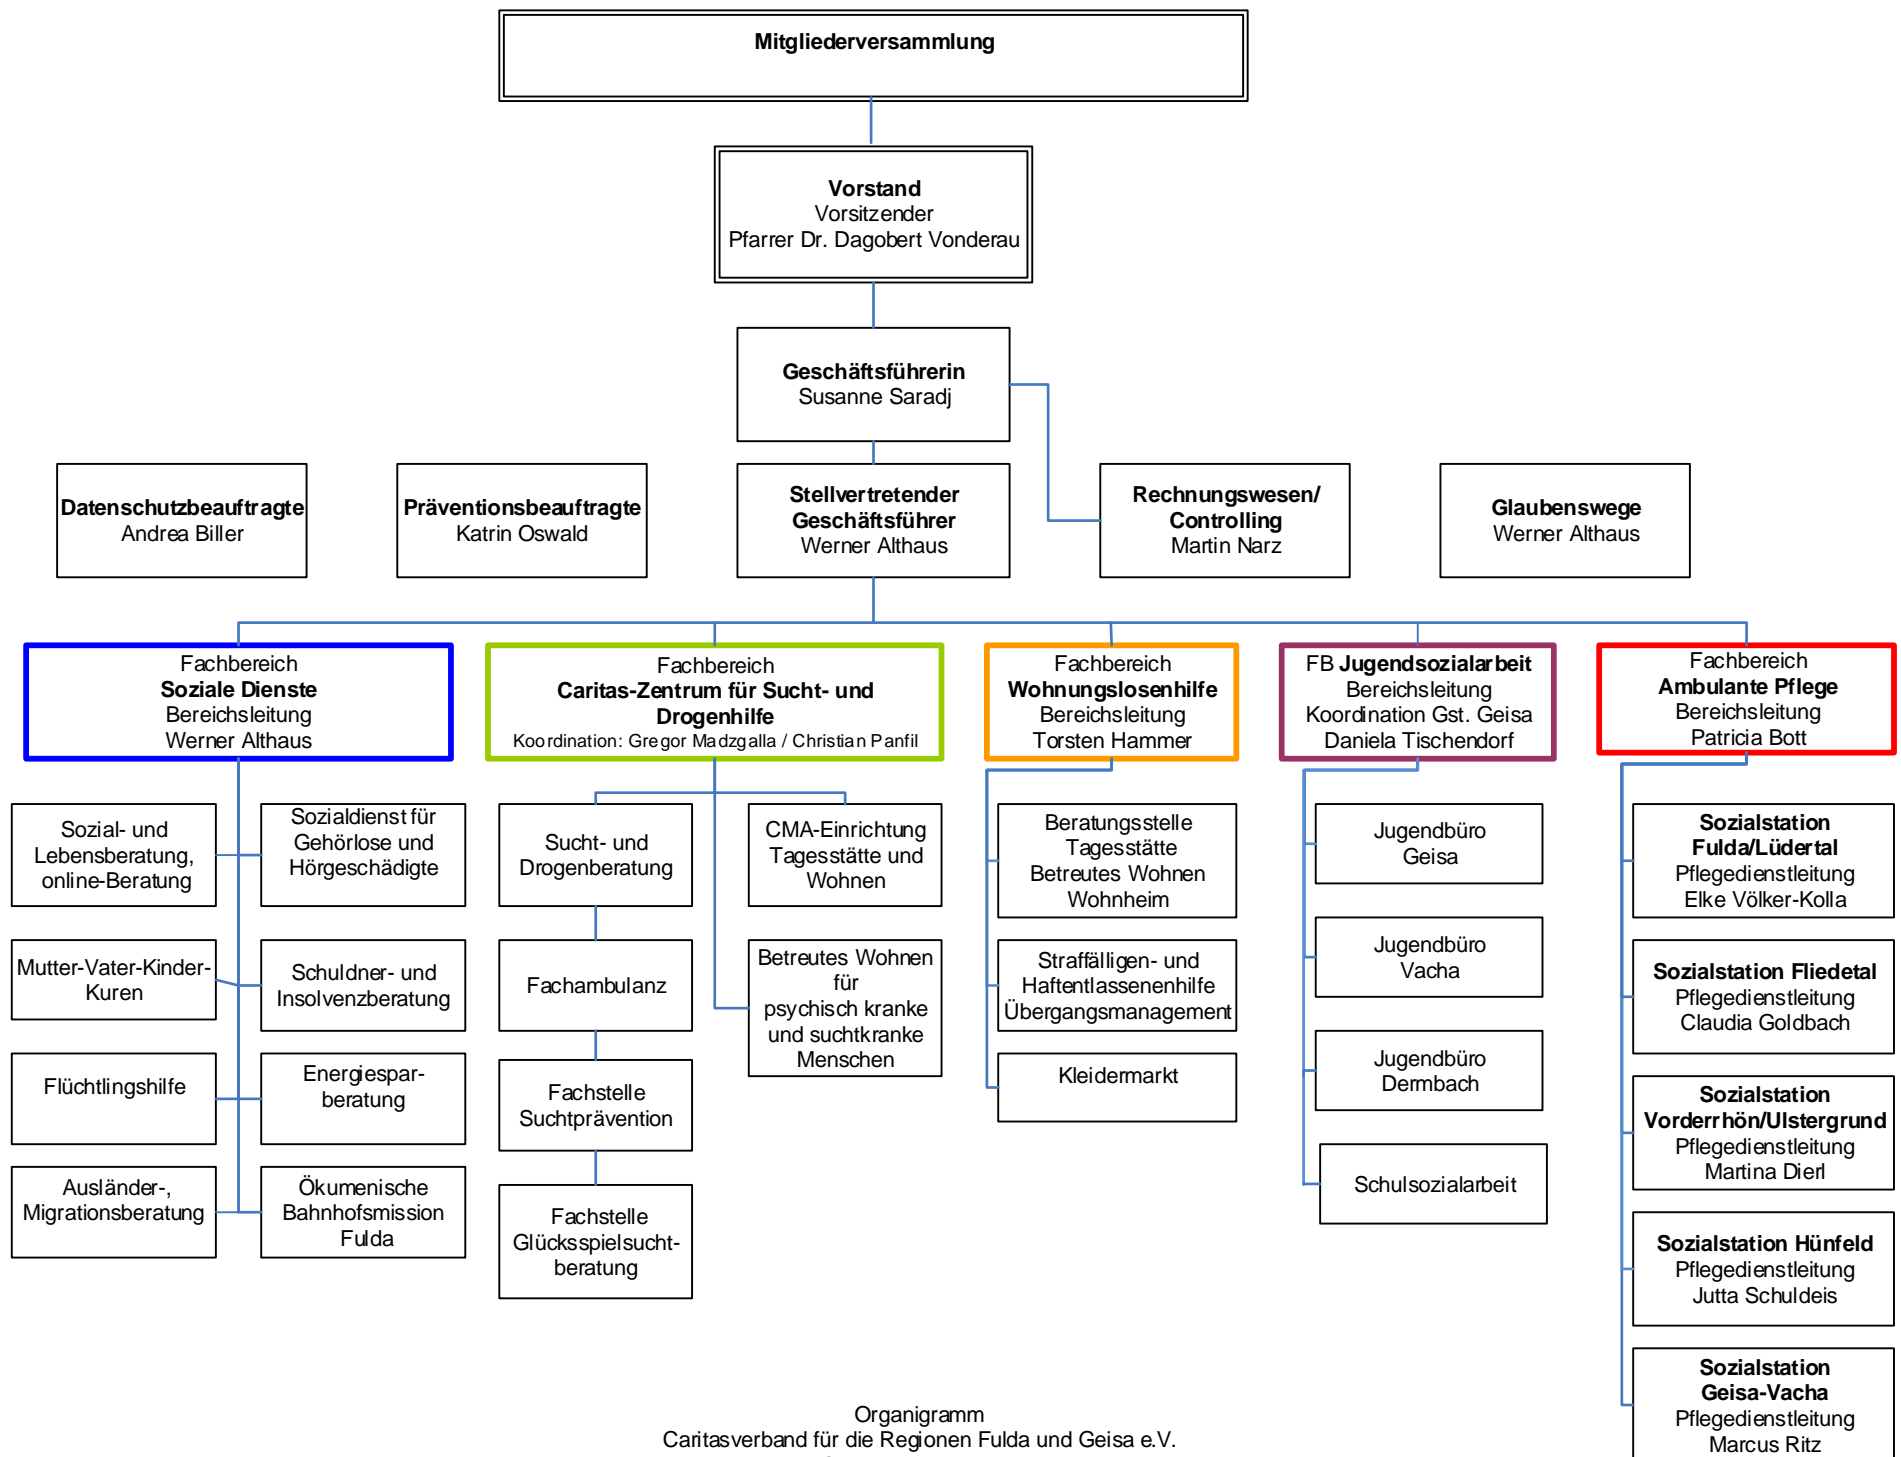 Mitgliederversammlung
Vorstand
Vorsitzender
Pfarrer Dr. Dagobert Vonderau
Geschäftsführerin
Susanne Saradj
Datenschutzbeauftragte
Andrea Biller
Präventionsbeauftragte
Katrin Oswald
Stellvertretender
Geschäftsführer
Werner Althaus
Rechnungswesen/
Controlling
Martin Narz
Glaubenswege
Werner Althaus
Fachbereich
Soziale Dienste
Bereichsleitung
Werner Althaus
Fachbereich
Caritas-Zentrum für Sucht- und
Drogenhilfe
Koordination: Gregor Madzgalla / Christian Panfil
Fachbereich
Wohnungslosenhilfe
Bereichsleitung
Torsten Hammer
FB Jugendsozialarbeit
Bereichsleitung
Koordination Gst. Geisa
Daniela Tischendorf
Fachbereich
Ambulante Pflege
Bereichsleitung
Patricia Bott
Sozial- und
Lebensberatung,
online-Beratung
Sozialdienst für
Gehörlose und
Hörgeschädigte
Mutter-Vater-Kinder-
Kuren
Schuldner- und
Insolvenzberatung
Flüchtlingshilfe
Energiespar-
beratung
Ausländer-,
Migrationsberatung
Ökumenische
Bahnhofsmission
Fulda
Sucht- und
Drogenberatung
CMA-Einrichtung
Tagesstätte und
Wohnen
Fachambulanz
Betreutes Wohnen
für
psychisch kranke
und suchtkranke
Menschen
Fachstelle
Suchtprävention
Fachstelle
Glücksspielsucht-
beratung
Beratungsstelle
Tagesstätte
Betreutes Wohnen
Wohnheim
Straffälligen- und
Haftentlassenenhilfe
Übergangsmanagement
Kleidermarkt
Jugendbüro
Geisa
Jugendbüro
Vacha
Jugendbüro
Dermbach
Schulsozialarbeit
Sozialstation
Fulda/Lüdertal
Pflegedienstleitung
Elke Völker-Kolla
Sozialstation Fliedetal
Pflegedienstleitung
Claudia Goldbach
Sozialstation
Vorderrhön/Ulstergrund
Pflegedienstleitung
Martina Dierl
Sozialstation Hünfeld
Pflegedienstleitung
Jutta Schuldeis
Sozialstation
Geisa-Vacha
Pflegedienstleitung
Marcus Ritz
Organigramm
Caritasverband für die Regionen Fulda und Geisa e.V.